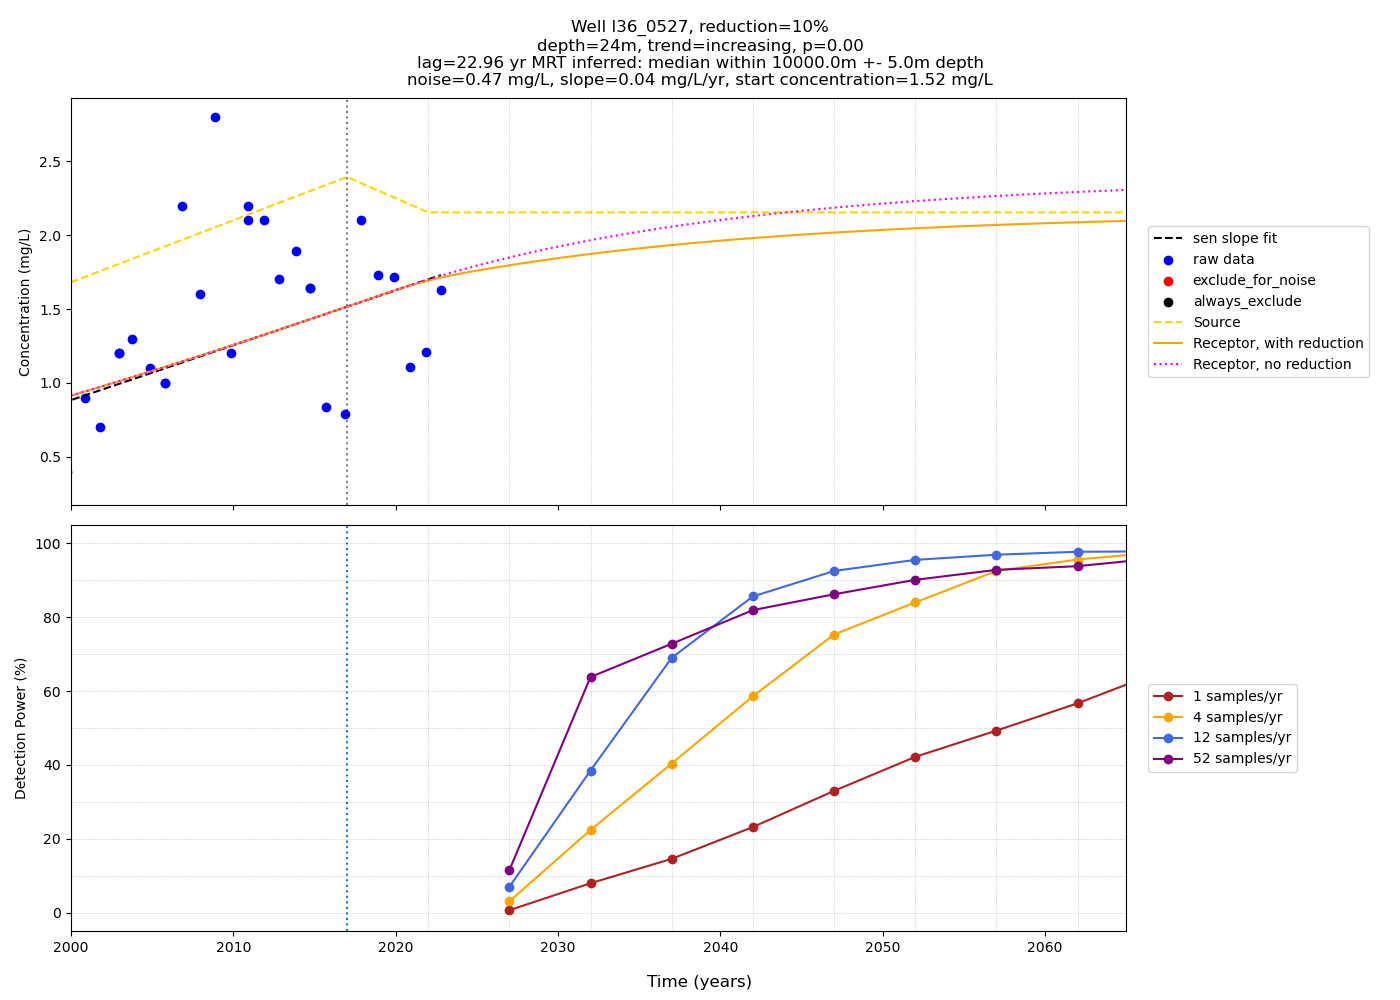 Well l36_0527, reduction=10%
depth=24m, trend=increasing, p=0.00
lag=22.96 yr MRT inferred: median within 10000.0m +- 5.0m depth
noise=0.47 mg/L, slope=0.04 mg/L/yr, start concentration=1.52 mg/L
Concentration (mg/L)
2.5
2.0
1.5
1.0
0.5
sen slope fit
raw data
exclude_for_noise
always_exclude
Source
Receptor, with reduction
Receptor, no reduction
Detection Power (%)
100
80
60
40
20
0
1 samples/yr
4 samples/yr
12 samples/yr
52 samples/yr
2000 2010 2020 2030 2040 2050 2060
Time (years)